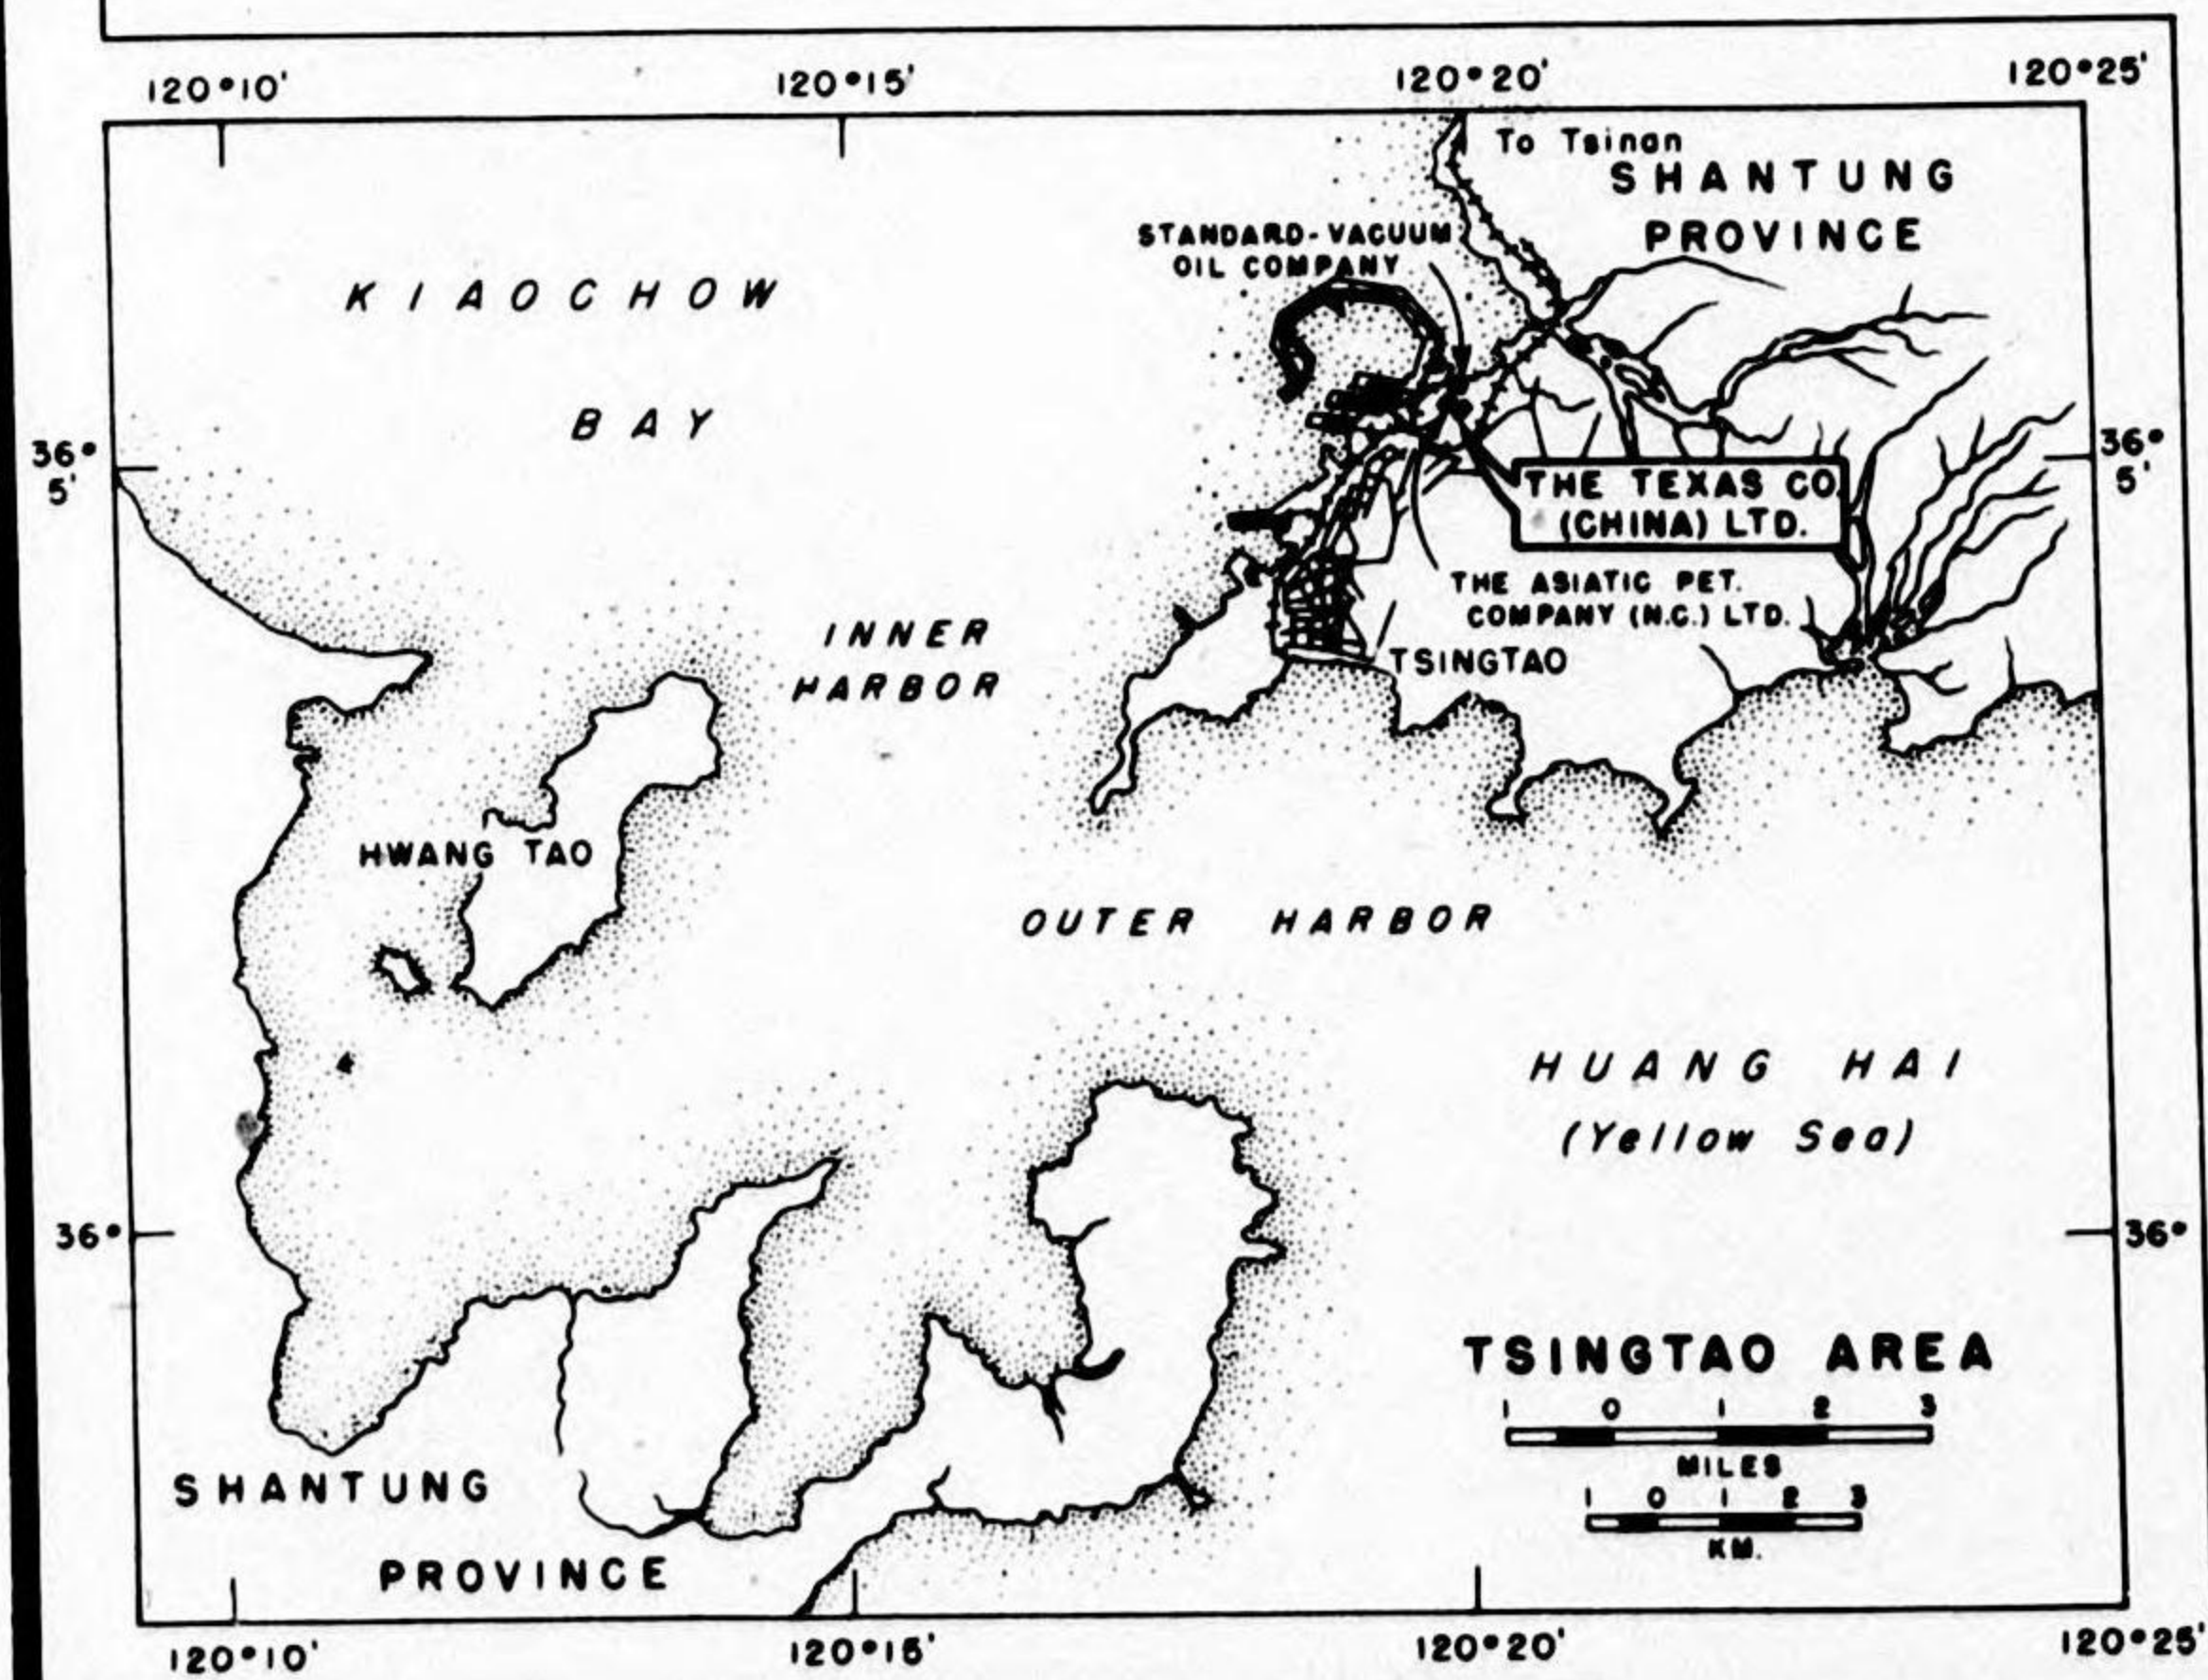 120°10' 120°15' 120°20' 120°25'
To Tsinan
SHANTUNG
PROVINCE
STANDARD-VACUUM
OIL COMPANY
KIAOCHOW
BAY
36°
5'
36°
5'
THE TEXAS CO.
(CHINA) LTD.
THE ASIATIC PET.
COMPANY (N.C.) LTD.
INNER
HARBOR
TSINGTAO
HWANG TAO
OUTER HARBOR
HUANG HAI
(Yellow Sea)
36°
36°
TSINGTAO AREA
1 0 1 2 3
MILES
1 0 1 2 3
KM.
SHANTUNG
PROVINCE
120°10' 120°15' 120°20' 120°25'